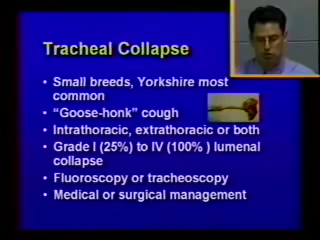 Tracheal Collapse
• Small breeds, Yorkshire most
common
• “Goose-honk” cough
• Intrathoracic, extrathoracic or both
• Grade I (25%) to IV (100% ) lumenal
collapse
• Fluoroscopy or tracheoscopy
• Medical or surgical management